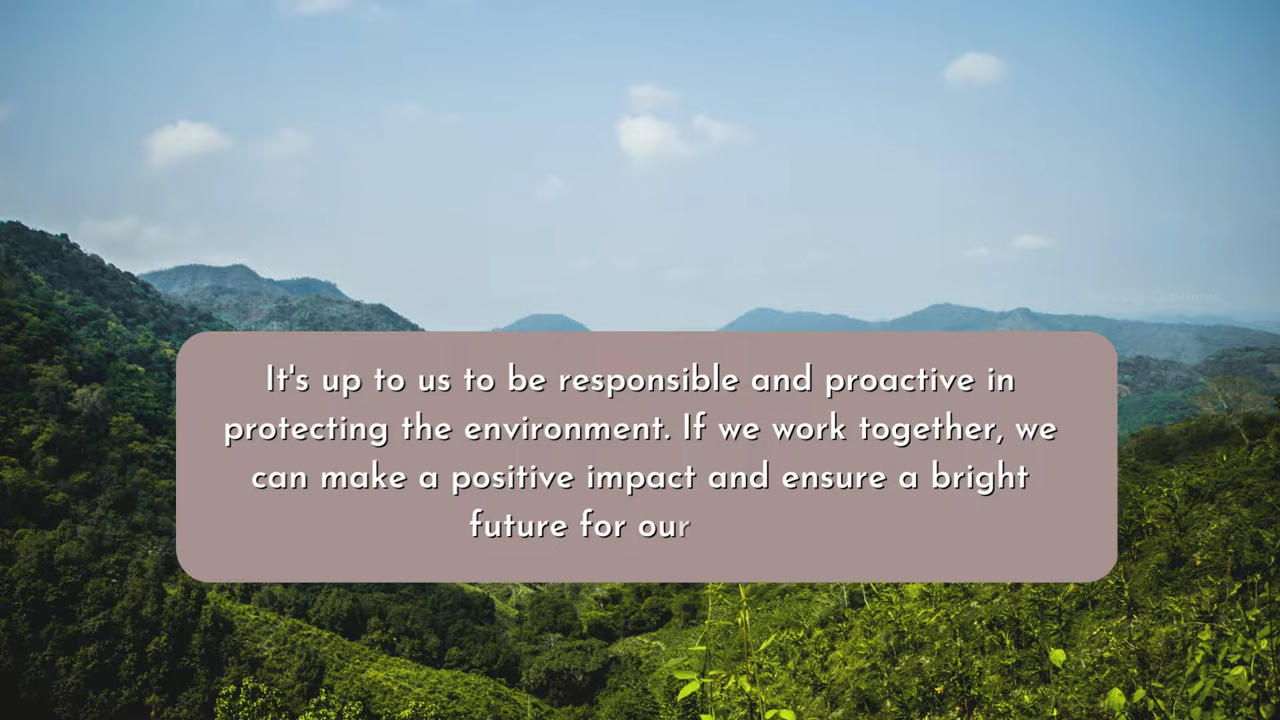 It's up to us to be responsible and proactive in
protecting the environment. If we work together, we
can make a positive impact and ensure a bright
future for our